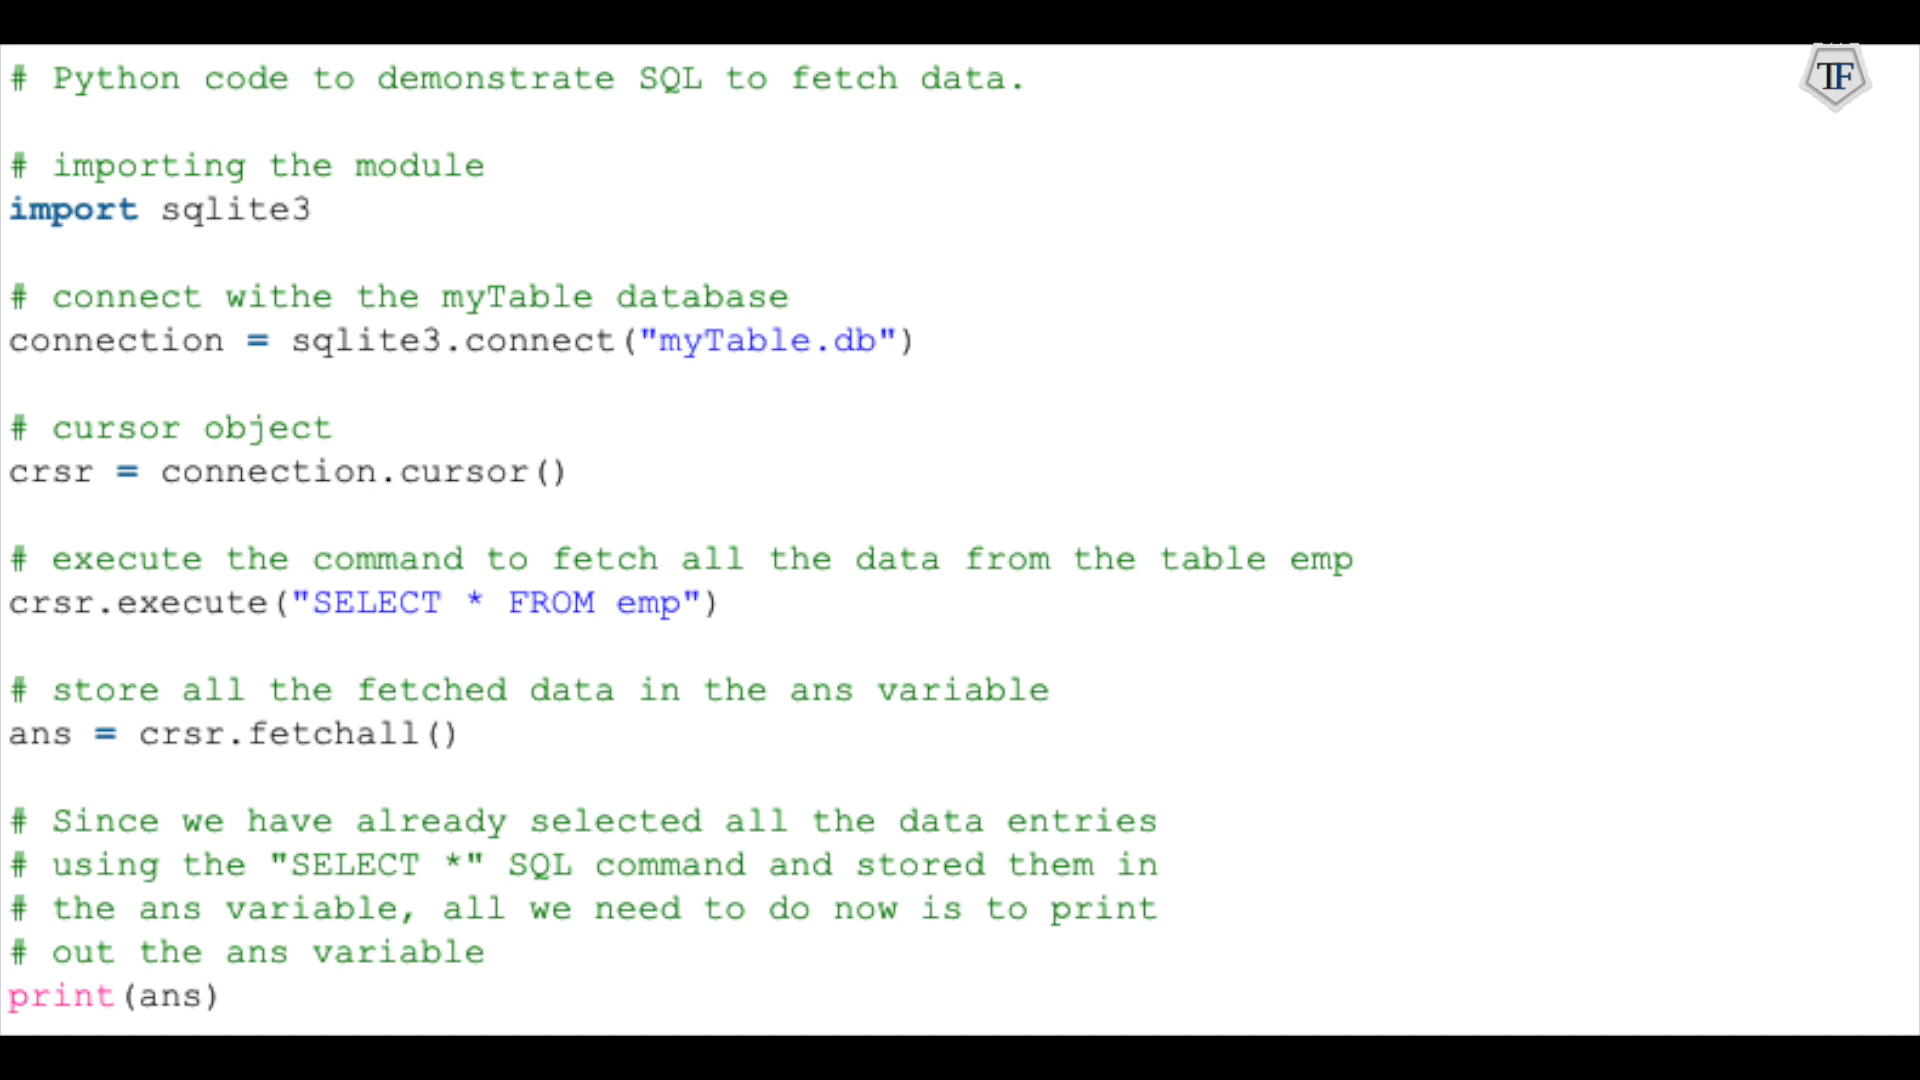 # Python code to demonstrate SQL to fetch data.
# importing the module
import sqlite3
# connect withe the myTable database
connection = sqlite3.connect("myTable.db")
# cursor object
crsr = connection.cursor()
# execute the command to fetch all the data from the table emp
crsr.execute("SELECT * FROM emp")
# store all the fetched data in the ans variable
ans = crsr.fetchall()
# Since we have already selected all the data entries
# using the "SELECT *" SQL command and stored them in
# the ans variable, all we need to do now is to print
# out the ans variable
print(ans)
TF